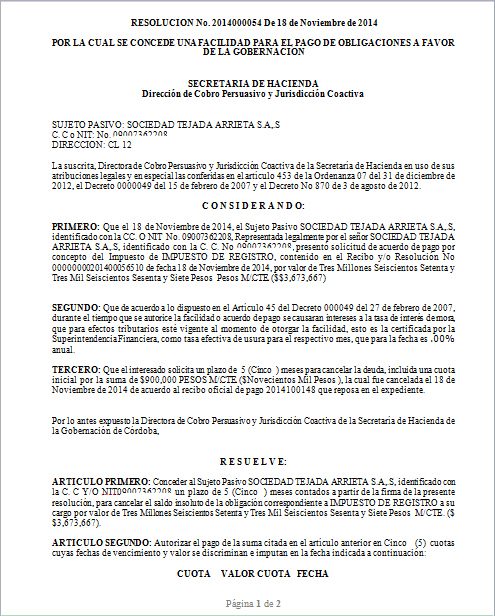 RESOLUCION No. 2014000054 De 18 de Noviembre de 2014
POR LA CUAL SE CONCEDE UNA FACILIDAD PARA EL PAGO DE OBLIGACIONES A FAVOR
DE LA GOBERNACIÓN
SECRETARIA DE HACIENDA
Dirección de Cobro Persuasivo y Jurisdicción Coactiva
SUJETO PASIVO: SOCIEDAD TEJADA ARRIETA S.A,.S
C. C o NIT: No. 09007362208
DIRECCION: CL 12
La suscrita, Directora de Cobro Persuasivo y Jurisdicción Coactiva de la Secretaria de Hacienda en uso de sus
atribuciones legales y en especial las conferidas en el articulo 453 de la Ordenanza 07 del 31 de diciembre de
2012, el Decreto 0000049 del 15 de febrero de 2007 y el Decreto No 870 de 3 de agosto de 2012.
C O N S I D E R A N D O:
PRIMERO: Que el 18 de Noviembre de 2014, el Sujeto Pasivo SOCIEDAD TEJADA ARRIETA S.A,.S,
identificado con la CC. O NIT No. 09007362208, Representada legalmente por el señor SOCIEDAD TEJADA
ARRIETA S.A,.S, identificado con la C. C. No 09007362208, presentó solicitud de acuerdo de pago por
concepto del Impuesto de IMPUESTO DE REGISTRO, contenido en el Recibo y/o Resolución No
00000000201400056510 de fecha 18 de Noviembre de 2014, por valor de Tres Millones Seiscientos Setenta y
Tres Mil Seiscientos Sesenta y Siete Pesos Pesos M/CTE ($$3,673,667)
SEGUNDO: Que de acuerdo a lo dispuesto en el Artículo 45 del Decreto 000049 del 27 de febrero de 2007,
durante el tiempo que se autorice la facilidad o acuerdo de pago se causaran intereses a la tasa de interés de mora,
que para efectos tributarios esté vigente al momento de otorgar la facilidad, esto es la certificada por la
Superintendencia Financiera, como tasa efectiva de usura para el respectivo mes, que para la fecha es .00%
anual.
TERCERO: Que el interesado solicita un plazo de 5 (Cinco ) meses para cancelar la deuda, incluida una cuota
inicial por la suma de $900,000 PESOS M/CTE ($Novecientos Mil Pesos ), la cual fue cancelada el 18 de
Noviembre de 2014 de acuerdo al recibo oficial de pago 2014100148 que reposa en el expediente.
Por lo antes expuesto la Directora de Cobro Persuasivo y Jurisdicción Coactiva de la Secretaría de Hacienda de
la Gobernación de Córdoba,
R E S U E L V E:
ARTICULO PRIMERO: Conceder al Sujeto Pasivo SOCIEDAD TEJADA ARRIETA S.A,.S, identificado con
la C. C Y/O NIT09007362208 un plazo de 5 (Cinco ) meses contados a partir de la firma de la presente
resolución, para cancelar el saldo insoluto de la obligación correspondiente a IMPUESTO DE REGISTRO a su
cargo por valor de Tres Millones Seiscientos Setenta y Tres Mil Seiscientos Sesenta y Siete Pesos M/CTE. ($
$3,673,667).
ARTICULO SEGUNDO: Autorizar el pago de la suma citada en el artículo anterior en Cinco (5) cuotas
cuyas fechas de vencimiento y valor se discriminan e imputan en la fecha indicada a continuación:
CUOTA VALOR CUOTA FECHA
Página 1 de 2